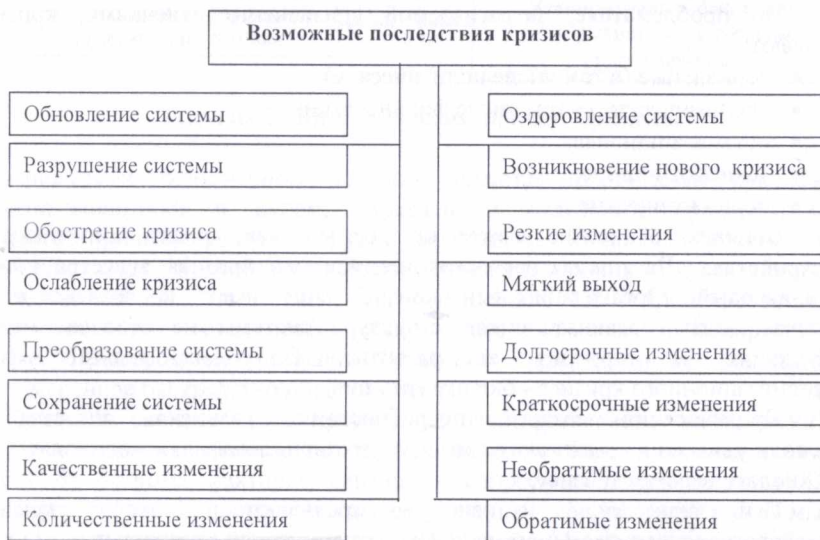 Возможные последствия кризисов
Обновление системы
Оздоровление системы
Разрушение системы
Возникновение нового кризиса
Обострение кризиса
Резкие изменения
Ослабление кризиса
Мягкий выход
Преобразование системы
Долгосрочные изменения
Сохранение системы
Краткосрочные изменения
Качественные изменения
Необратимые изменения
Количественные изменения
Обратимые изменения